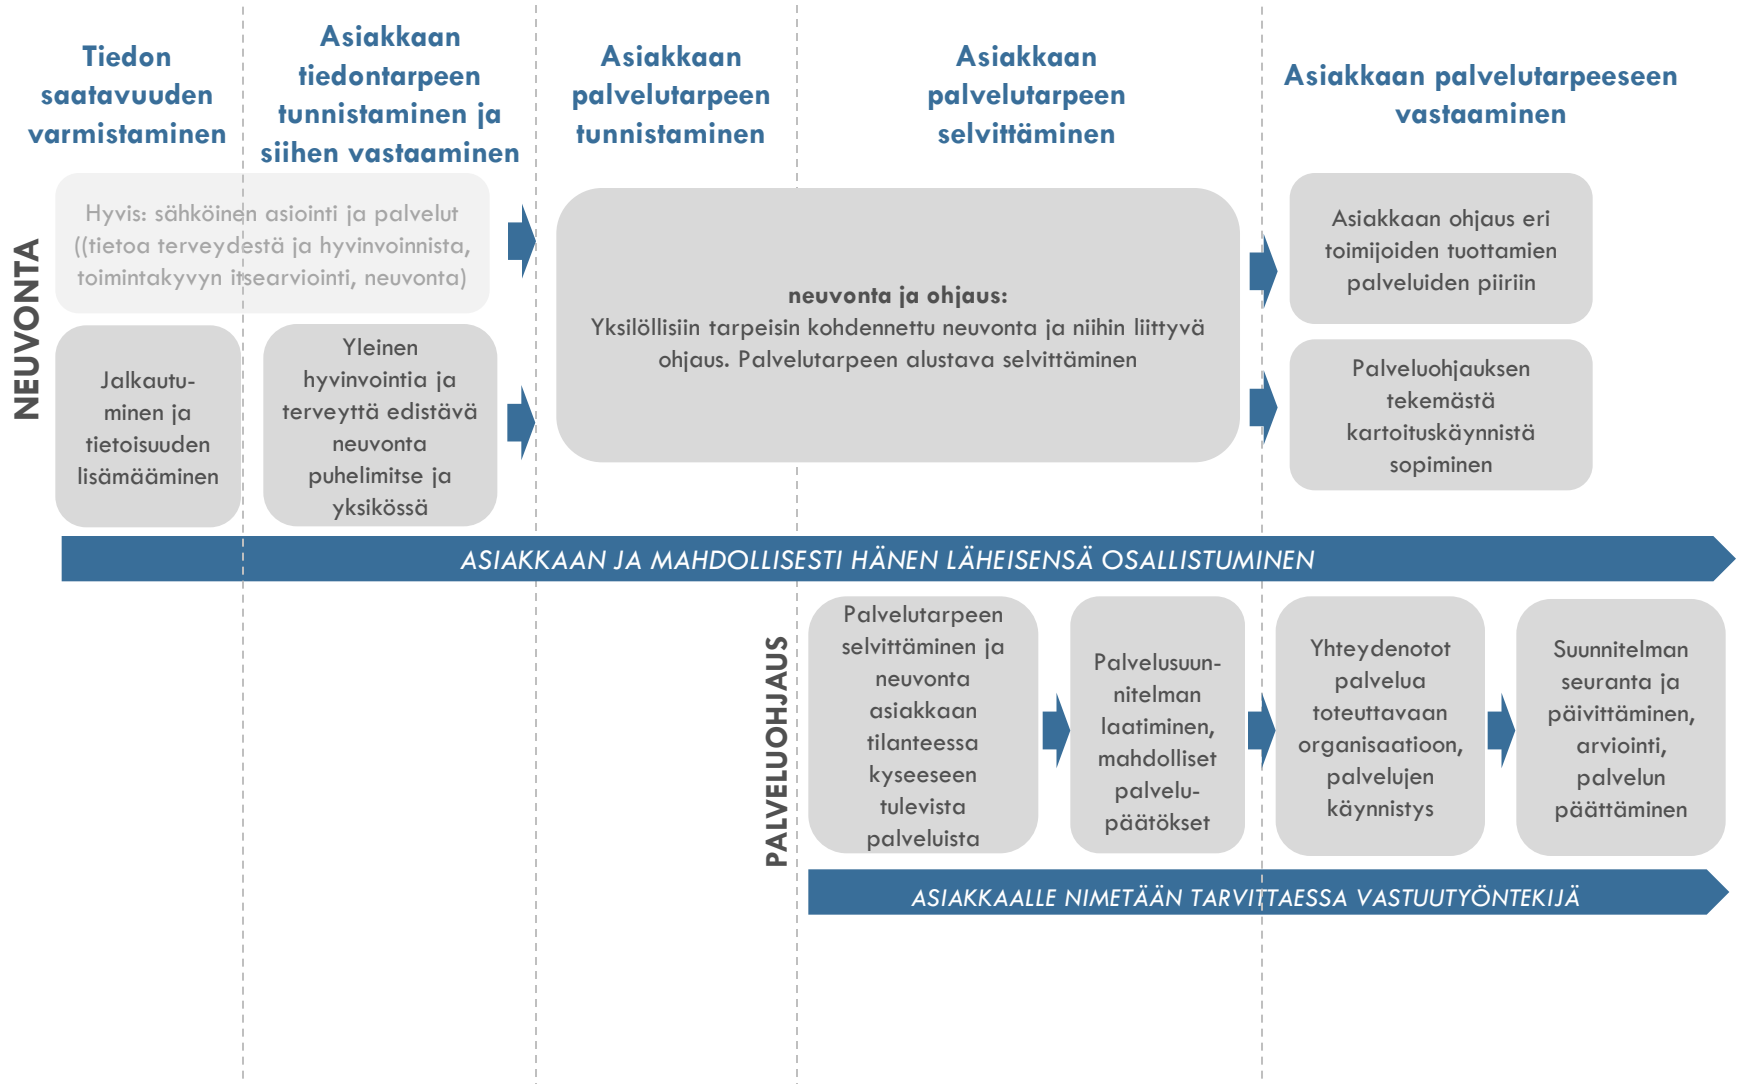 Tiedon
saatavuuden
varmistaminen
Asiakkaan
tiedontarpeen
tunnistaminen ja
siihen vastaaminen
Asiakkaan
palvelutarpeen
tunnistaminen
Asiakkaan
palvelutarpeen
selvittäminen
Asiakkaan palvelutarpeeseen
vastaaminen
NEUVONTA
Hyvis: sähköinen asiointi ja palvelut
((tietoa terveydestä ja hyvinvoinnista,
toimintakyvyn itsearviointi, neuvonta)
Jalkautu-
minen ja
tietoisuuden
lisämääminen
Yleinen
hyvinvointia ja
terveyttä edistävä
neuvonta
puhelimitse ja
yksikössä
neuvonta ja ohjaus:
Yksilöllisiin tarpeisin kohdennettu neuvonta ja niihin liittyvä
ohjaus. Palvelutarpeen alustava selvittäminen
Asiakkaan ohjaus eri
toimijoiden tuottamien
palveluiden piiriin
Palveluohjauksen
tekemästä
kartoituskäynnistä
sopiminen
ASIAKKAAN JA MAHDOLLISESTI HÄNEN LÄHEISENSÄ OSALLISTUMINEN
PALVELUOHJAUS
Palvelutarpeen
selvittäminen ja
neuvonta
asiakkaan
tilanteessa
kyseeseen
tulevista
palveluista
Palvelusuun-
nitelman
laatiminen,
mahdolliset
palvelu-
päätökset
Yhteydenotot
palvelua
toteuttavaan
organisaatioon,
palvelujen
käynnistys
Suunnitelman
seuranta ja
päivittäminen,
arviointi,
palvelun
päättäminen
ASIAKKAALLE NIMETÄÄN TARVITTAESSA VASTUUTYÖNTEKIJÄ